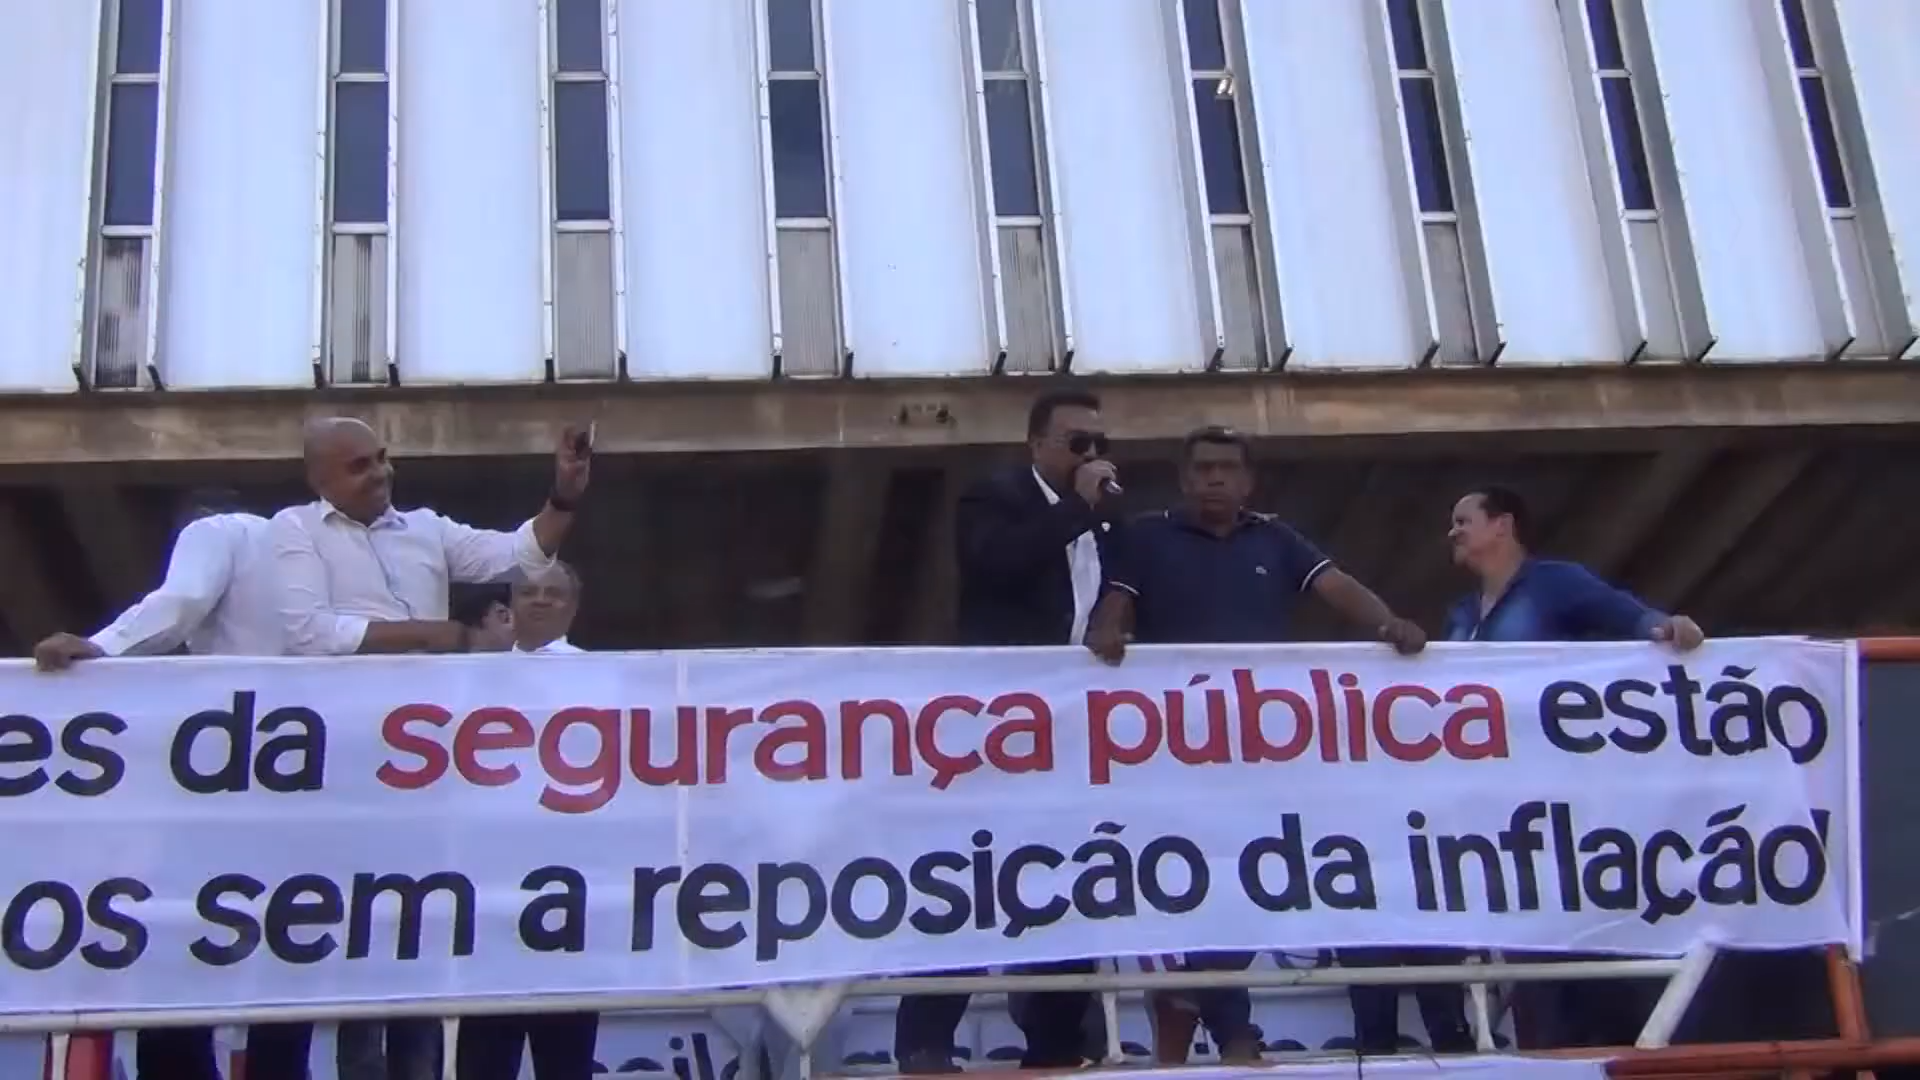 es da segurança pública estão
os sem a reposição da inflação